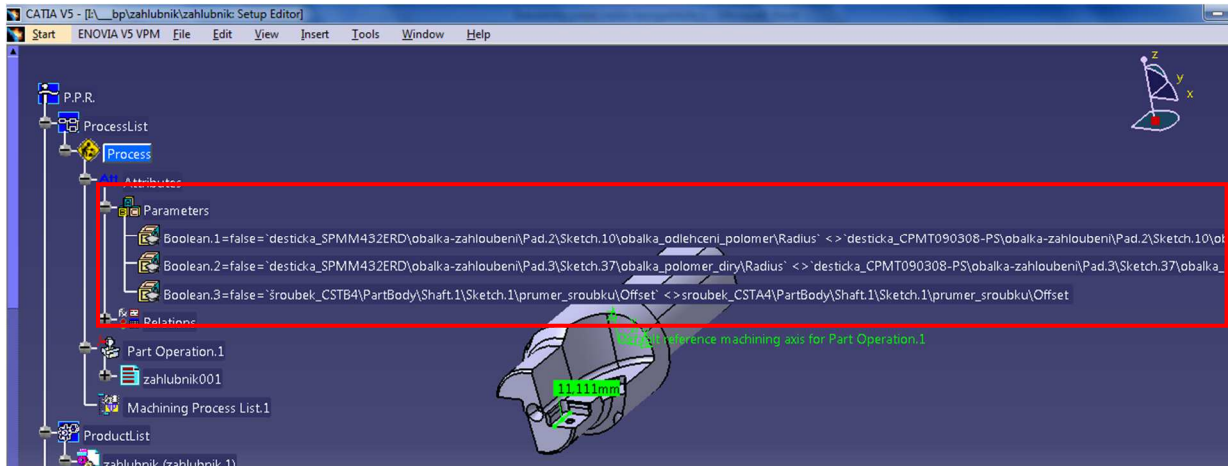 CATIA V5 - [I:\__bp\zahlubnik\zahlubnik: Setup Editor]
Start ENOVIA V5 VPM File Edit View Insert Tools Window Help
z
y
x
P.P.R.
ProcessList
Process
Attributes
Parameters
Boolean.1=false=`desticka_SPMM432ERD\obalka-zahloubeni\Pad.2\Sketch.10\obalka_odlehceni_polomer\Radius` <>`desticka_CPMT090308-PS\obalka-zahloubeni\Pad.2\Sketch.10\ob
Boolean.2=false=`desticka_SPMM432ERD\obalka-zahloubeni\Pad.3\Sketch.37\obalka_polomer_diry\Radius` <>`desticka_CPMT090308-PS\obalka-zahloubeni\Pad.3\Sketch.37\obalka_
Boolean.3=false=`šroubek_CSTB4\PartBody\Shaft.1\Sketch.1\prumer_sroubku\Offset` <>sroubek_CSTA4\PartBody\Shaft.1\Sketch.1\prumer_sroubku\Offset
Relations
reference machining axis for Part Operation.1
Part Operation.1
zahlubnik001
11,111mm
Machining Process List.1
ProductList
zahlubnik (zahlubnik.1)